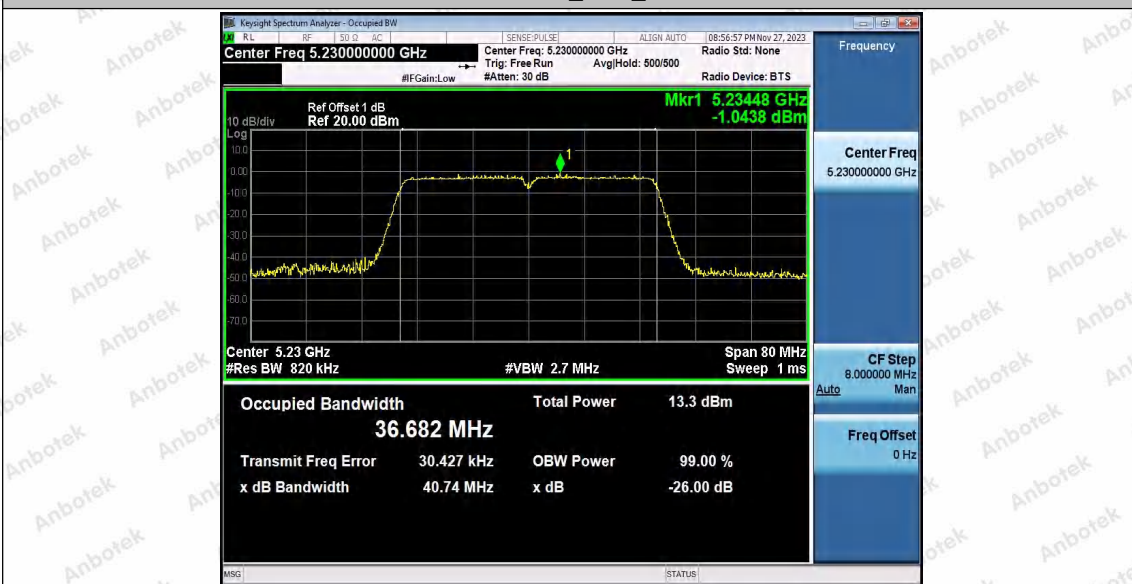 Keysight Spectrum Analyzer - Occupied BW
RL RF 50 Ω AC SENSE:PULSE ALIGN AUTO 08:56:57 PM Nov 27, 2023
Center Freq 5.230000000 GHz
Center Freq: 5.230000000 GHz
Radio Std: None
Trig: Free Run Avg|Hold: 500/500
#IFGain:Low
#Atten: 30 dB
Radio Device: BTS
Frequency
Mkr1 5.23448 GHz
-1.0438 dBm
Ref Offset 1 dB
10 dB/div Ref 20.00 dBm
Log
10.0
0.00
-10.0
-20.0
-30.0
-40.0
-50.0
-60.0
-70.0
1
Center 5.23 GHz
Span 80 MHz
#Res BW 820 kHz
#VBW 2.7 MHz
Sweep 1 ms
Center Freq
5.230000000 GHz
CF Step
8.000000 MHz
Auto Man
Freq Offset
0 Hz
Occupied Bandwidth
36.682 MHz
Total Power 13.3 dBm
Transmit Freq Error 30.427 kHz OBW Power 99.00 %
x dB Bandwidth 40.74 MHz x dB -26.00 dB
MSG STATUS
Anbotek